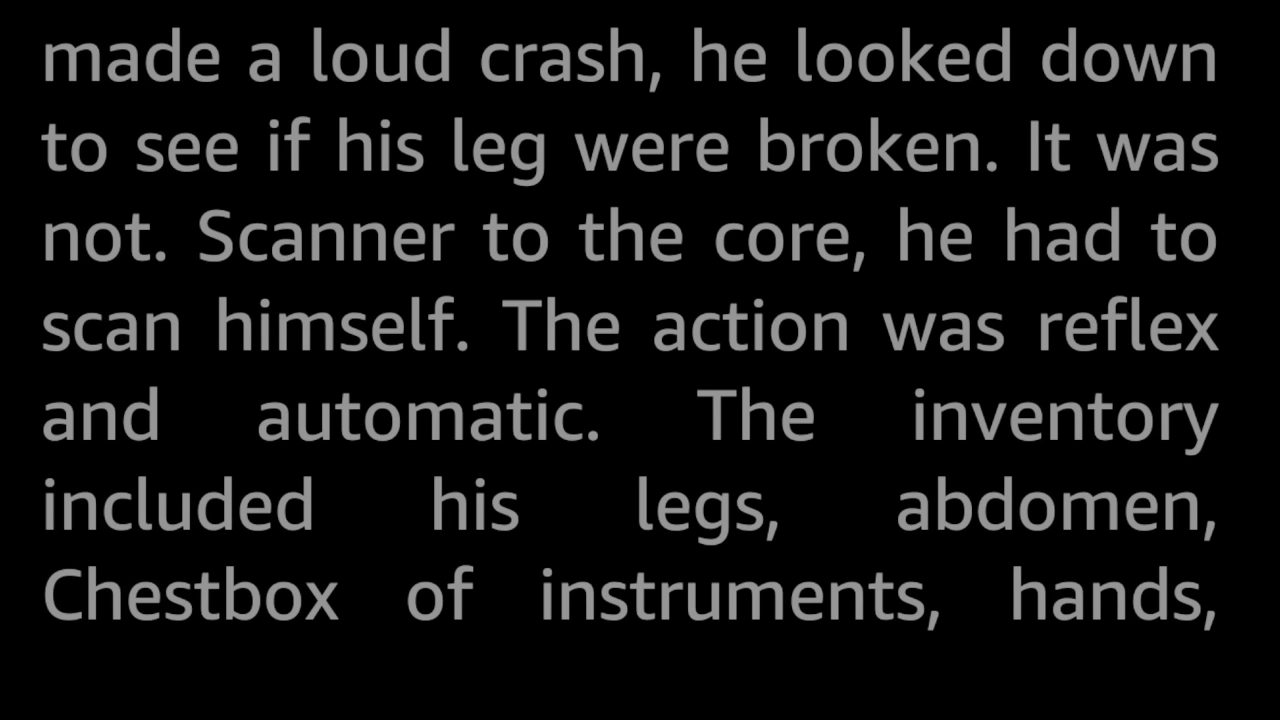 made a loud crash, he looked down
to see if his leg were broken. It was
not. Scanner to the core, he had to
scan himself. The action was reflex
and automatic. The inventory
included his legs, abdomen,
Chestbox of instruments, hands,